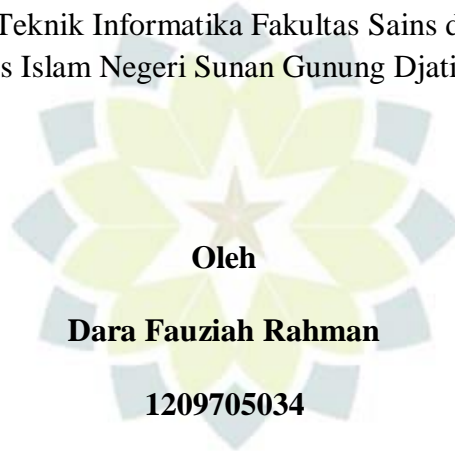 Teknik Informatika Fakultas Sains d
s Islam Negeri Sunan Gunung Djati
Oleh
Dara Fauziah Rahman
1209705034